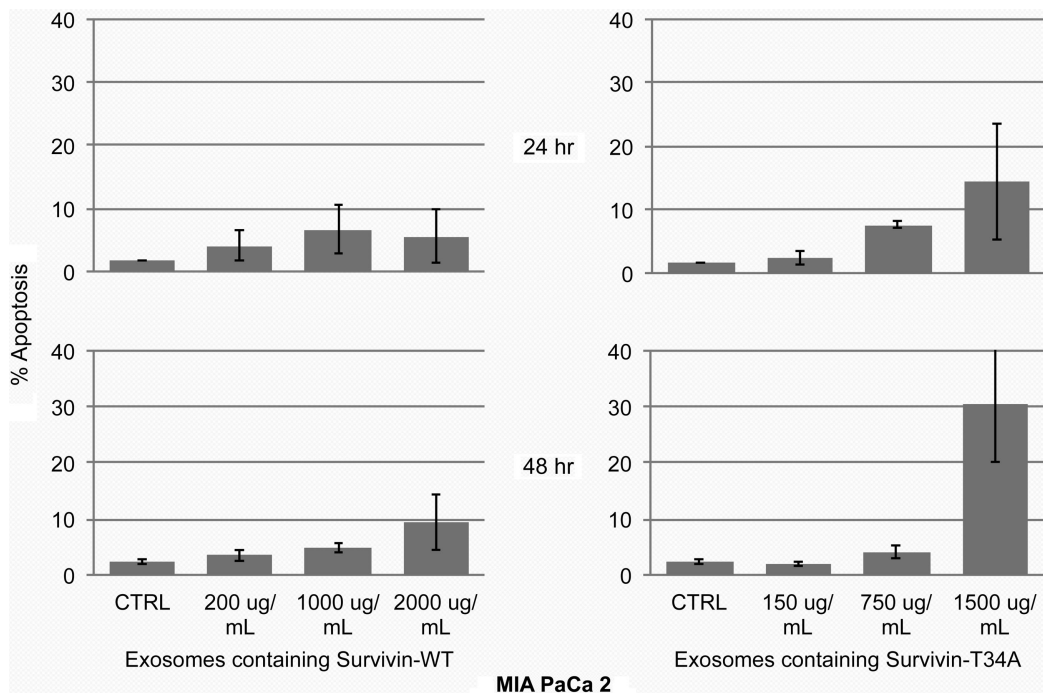 % Apoptosis
40
30
20
10
0
24 hr
40
30
20
10
0
40
30
20
10
0
48 hr
40
30
20
10
0
CTRL 200 ug/ 1000 ug/ 2000 ug/
mL mL mL
Exosomes containing Survivin-WT
CTRL 150 ug/ 750 ug/ 1500 ug/
mL mL mL
Exosomes containing Survivin-T34A
MIA PaCa 2